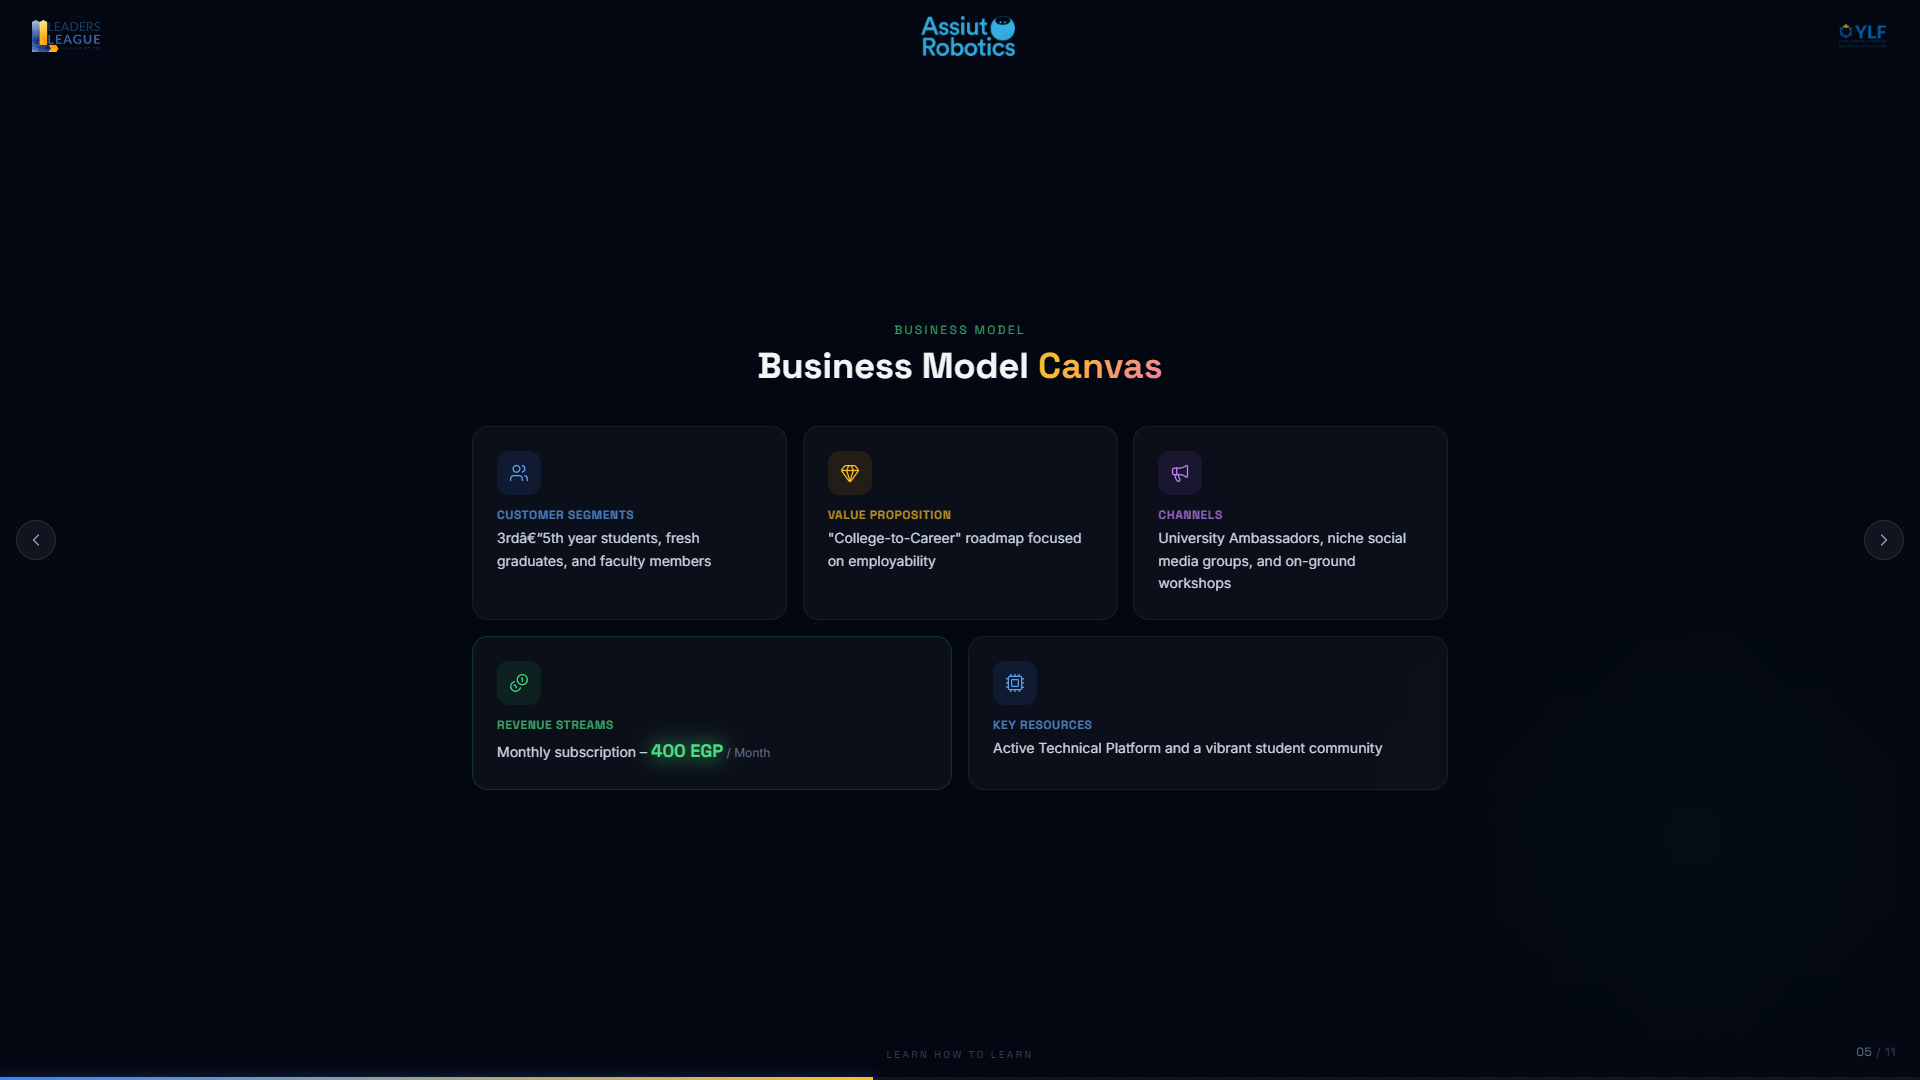 LEADERS
LEAGUE
Assiut
Robotics
YLF
BUSINESS MODEL
Business Model Canvas
CUSTOMER SEGMENTS
3rdâ€“5th year students, fresh
graduates, and faculty members
VALUE PROPOSITION
"College-to-Career" roadmap focused
on employability
CHANNELS
University Ambassadors, niche social
media groups, and on-ground
workshops
REVENUE STREAMS
Monthly subscription – 400 EGP / Month
KEY RESOURCES
Active Technical Platform and a vibrant student community
LEARN HOW TO LEARN
05 / 11